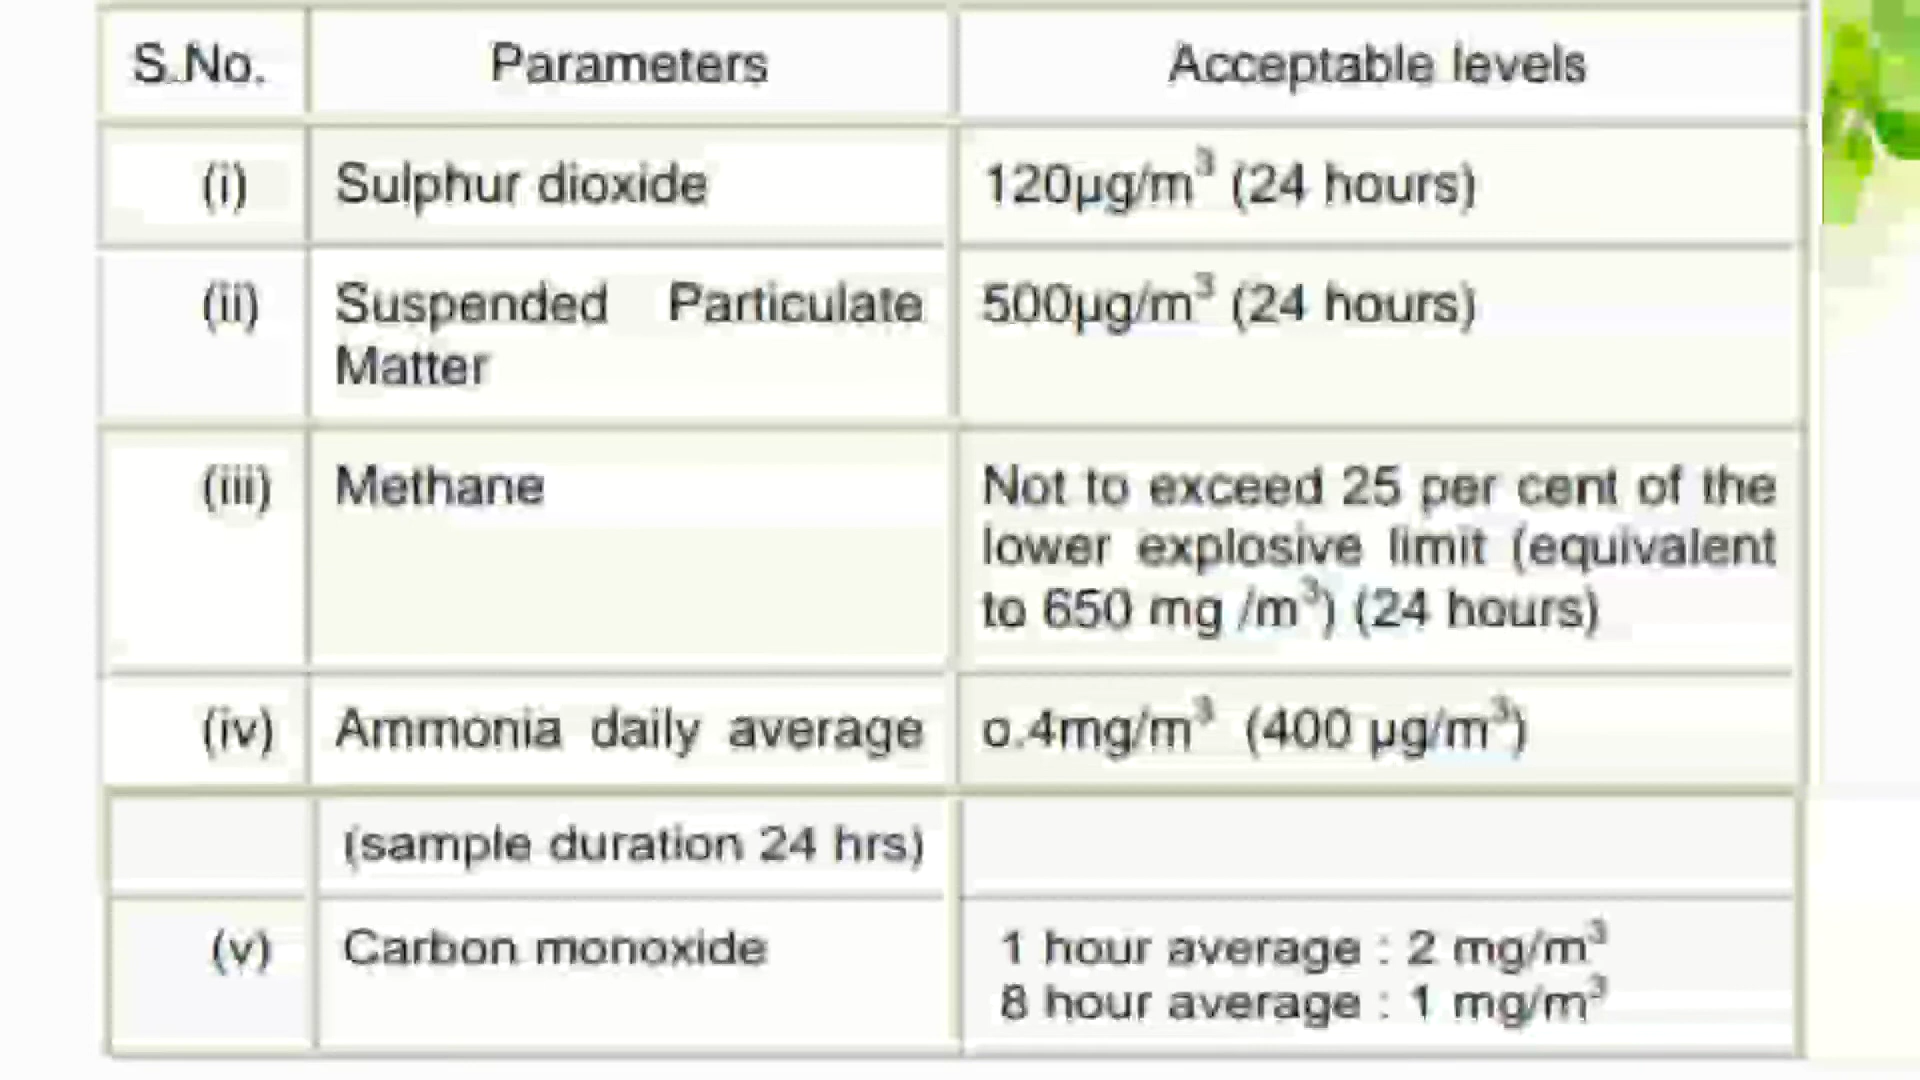 S.No. Parameters Acceptable levels
(i) Sulphur dioxide 120µg/m³ (24 hours)
(ii) Suspended Particulate 500µg/m³ (24 hours)
Matter
(iii) Methane Not to exceed 25 per cent of the
lower explosive limit (equivalent
to 650 mg /m³) (24 hours)
(iv) Ammonia daily average o.4mg/m³ (400 µg/m³)
(sample duration 24 hrs)
(v) Carbon monoxide 1 hour average : 2 mg/m³
8 hour average : 1 mg/m³